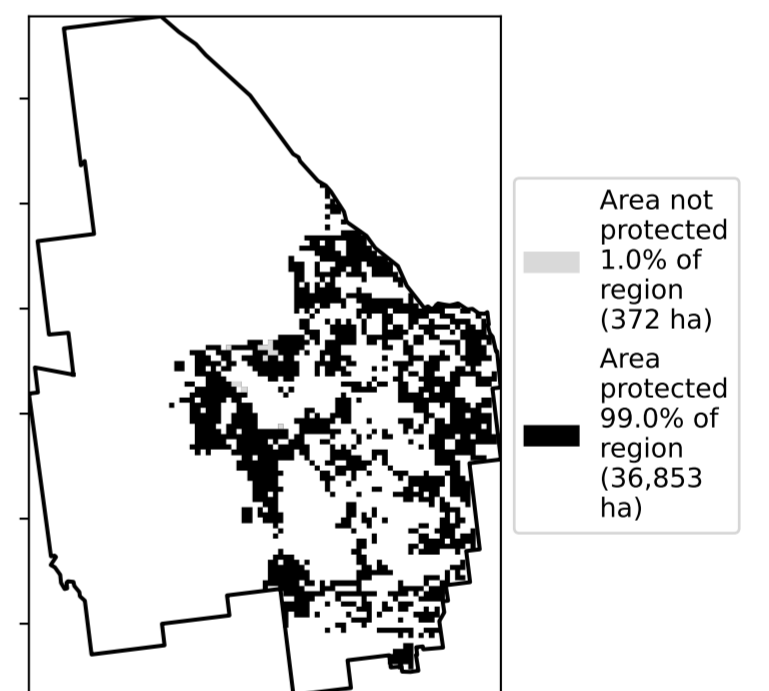 Area not
protected
1.0% of
region
(372 ha)
Area
protected
99.0% of
region
(36,853
ha)